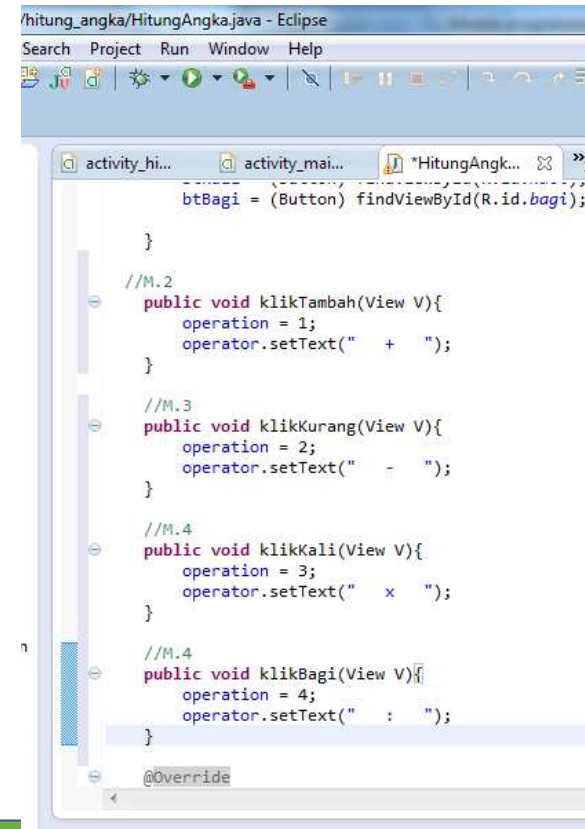 /hitung_angka/HitungAngka.java - Eclipse
Search Project Run Window Help
activity_hi... activity_mai... *HitungAngk...
btBagi = (Button) findViewById(R.id.bagi);
}
//M.2
public void klikTambah(View V){
operation = 1;
operator.setText("   +   ");
}
//M.3
public void klikKurang(View V){
operation = 2;
operator.setText("   -   ");
}
//M.4
public void klikKali(View V){
operation = 3;
operator.setText("   x   ");
}
//M.4
public void klikBagi(View V){
operation = 4;
operator.setText("   :   ");
}
@Override